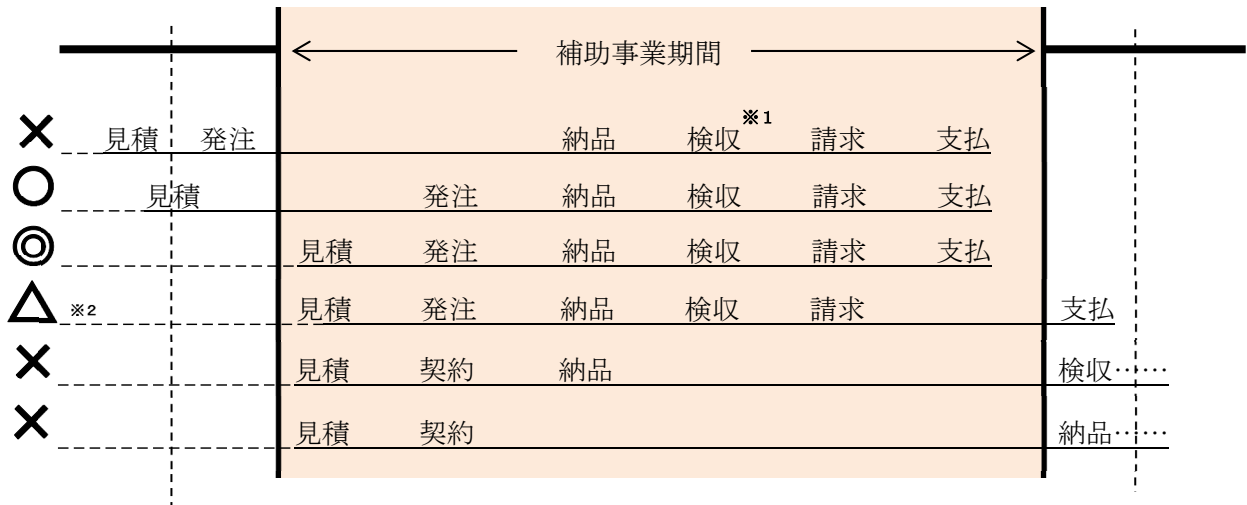 補助事業期間
× 見積 発注 納品 検収※1 請求 支払
○ 見積 発注 納品 検収 請求 支払
◎ 見積 発注 納品 検収 請求 支払
△ ※2 見積 発注 納品 検収 請求 支払
× 見積 契約 納品 検収……
× 見積 契約 納品……